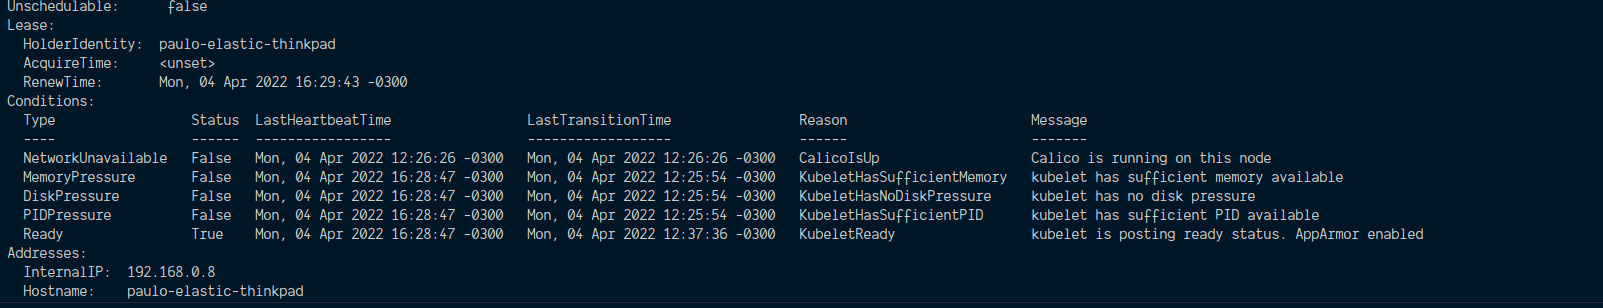 Unschedulable:      false
Lease:
  HolderIdentity:  paulo-elastic-thinkpad
  AcquireTime:     <unset>
  RenewTime:       Mon, 04 Apr 2022 16:29:43 -0300
Conditions:
  Type                 Status  LastHeartbeatTime                 LastTransitionTime                Reason                       Message
  ----                 ------  -----------------                 ------------------                ------                       -------
  NetworkUnavailable   False   Mon, 04 Apr 2022 12:26:26 -0300   Mon, 04 Apr 2022 12:26:26 -0300   CalicoIsUp                   Calico is running on this node
  MemoryPressure       False   Mon, 04 Apr 2022 16:28:47 -0300   Mon, 04 Apr 2022 12:25:54 -0300   KubeletHasSufficientMemory   kubelet has sufficient memory available
  DiskPressure         False   Mon, 04 Apr 2022 16:28:47 -0300   Mon, 04 Apr 2022 12:25:54 -0300   KubeletHasNoDiskPressure     kubelet has no disk pressure
  PIDPressure          False   Mon, 04 Apr 2022 16:28:47 -0300   Mon, 04 Apr 2022 12:25:54 -0300   KubeletHasSufficientPID      kubelet has sufficient PID available
  Ready                True    Mon, 04 Apr 2022 16:28:47 -0300   Mon, 04 Apr 2022 12:37:36 -0300   KubeletReady                 kubelet is posting ready status. AppArmor enabled
Addresses:
  InternalIP:  192.168.0.8
  Hostname:    paulo-elastic-thinkpad